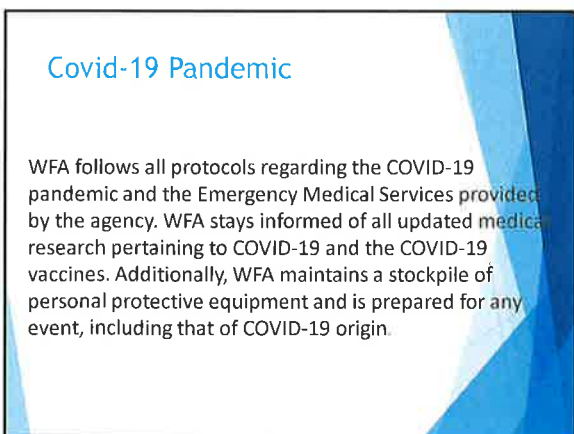 Covid-19 Pandemic
WFA follows all protocols regarding the COVID-19
pandemic and the Emergency Medical Services provided
by the agency. WFA stays informed of all updated medical
research pertaining to COVID-19 and the COVID-19
vaccines. Additionally, WFA maintains a stockpile of
personal protective equipment and is prepared for any
event, including that of COVID-19 origin.